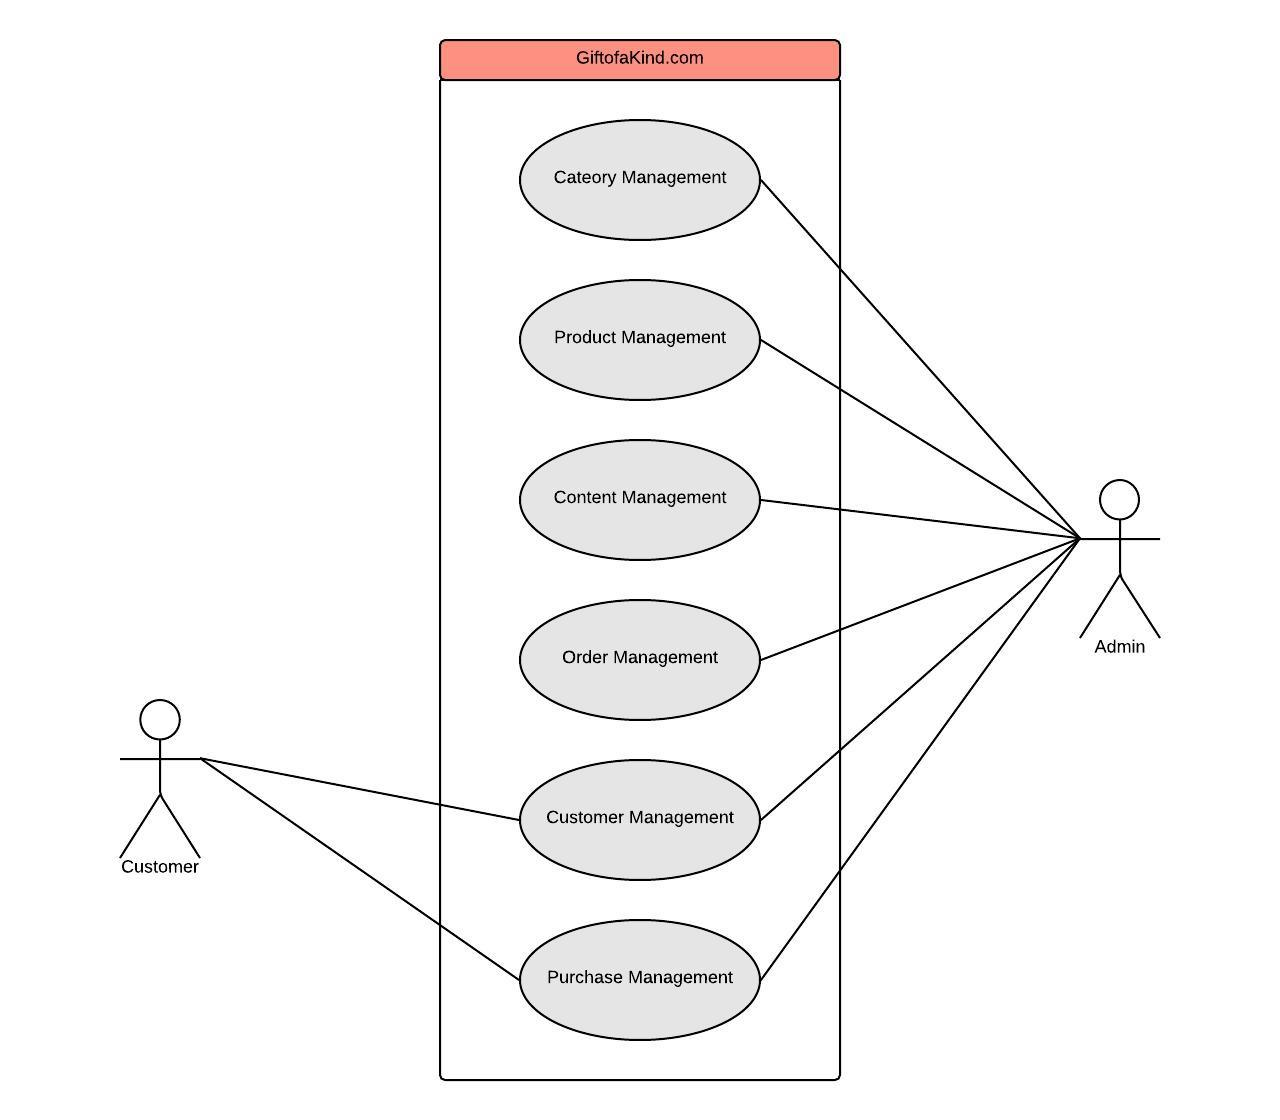 GiftofaKind.com
Cateory Management
Product Management
Content Management
Order Management
Admin
Customer Management
Customer
Purchase Management